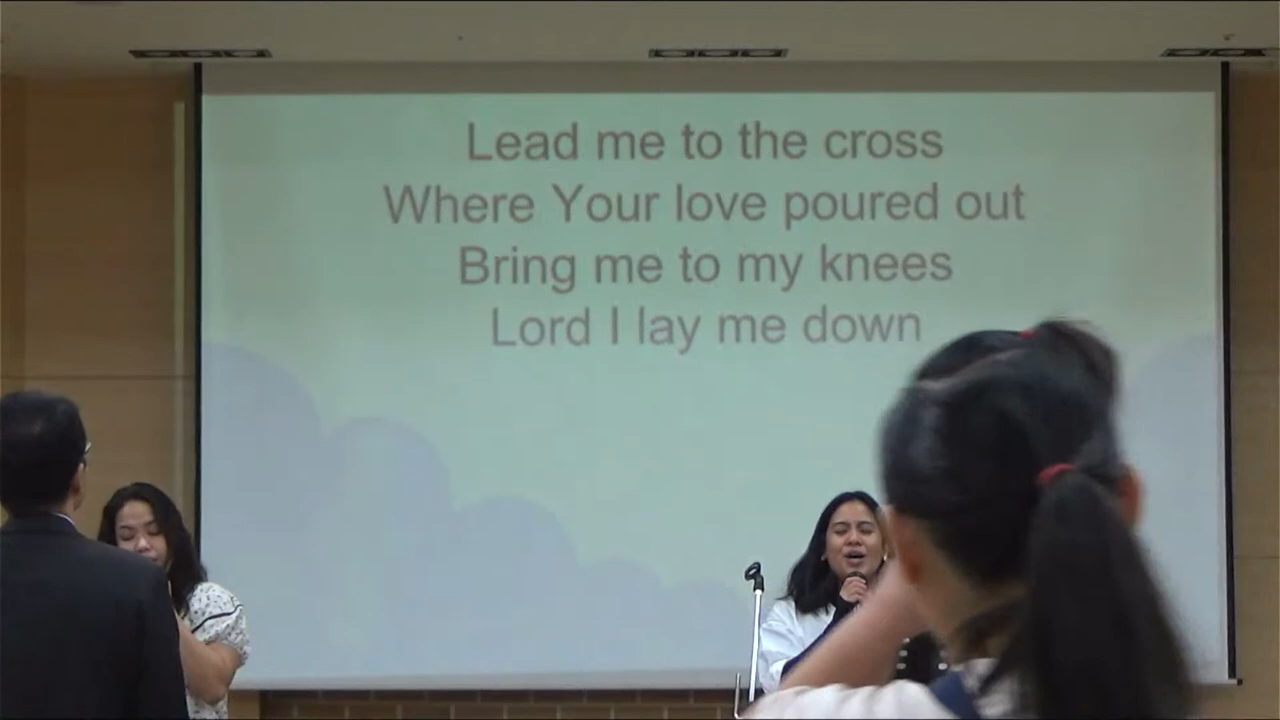 Lead me to the cross
Where Your love poured out
Bring me to my knees
Lord I lay me down